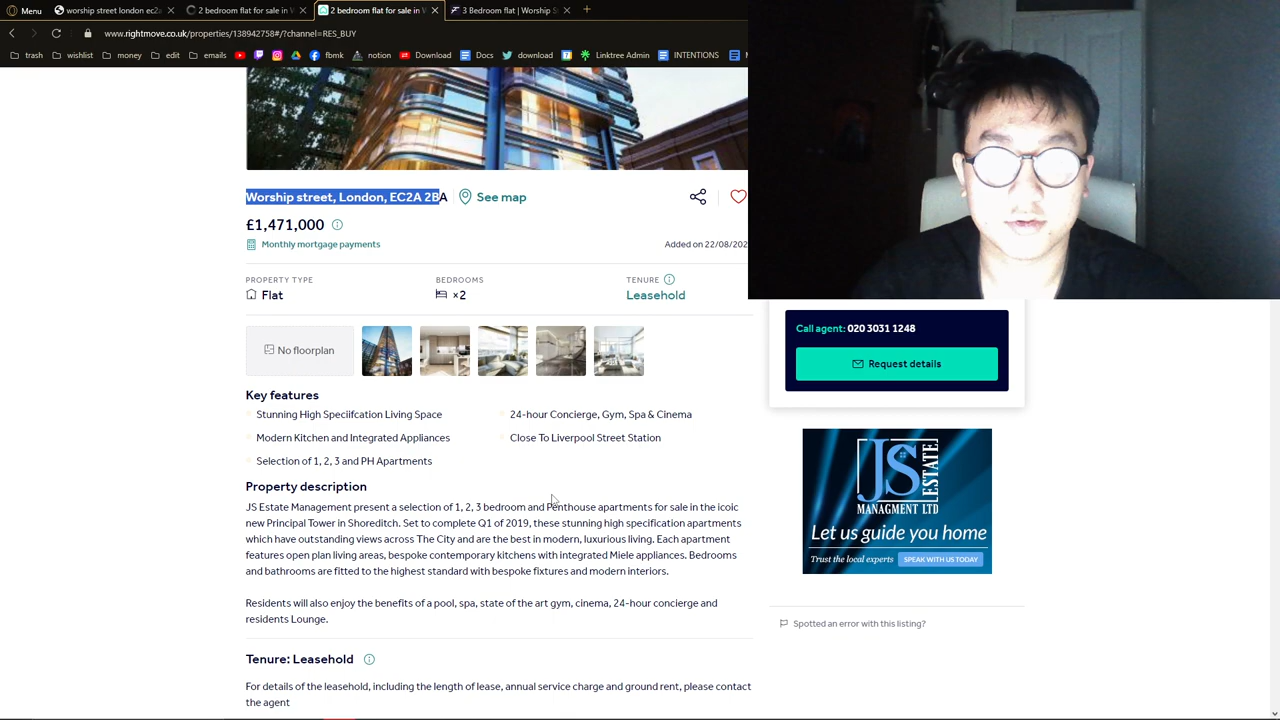 Menu
worship street london ec2a
2 bedroom flat for sale in W
2 bedroom flat for sale in W
3 Bedroom flat | Worship S
www.rightmove.co.uk/properties/138942758#/?channel=RES_BUY
trash
wishlist
money
edit
emails
fbmk
notion
Download
Docs
download
Linktree Admin
INTENTIONS
Worship street, London, EC2A 2BA
See map
£1,471,000
Monthly mortgage payments
Added on 22/08/202
PROPERTY TYPE
BEDROOMS
TENURE
Flat
×2
Leasehold
Call agent: 020 3031 1248
Request details
No floorplan
Key features
Stunning High Speciifcation Living Space
24-hour Concierge, Gym, Spa & Cinema
Modern Kitchen and Integrated Appliances
Close To Liverpool Street Station
Selection of 1, 2, 3 and PH Apartments
Property description
JS Estate Management present a selection of 1, 2, 3 bedroom and Penthouse apartments for sale in the icoic
new Principal Tower in Shoreditch. Set to complete Q1 of 2019, these stunning high specification apartments
which have outstanding views across The City and are the best in modern, luxurious living. Each apartment
features open plan living areas, bespoke contemporary kitchens with integrated Miele appliances. Bedrooms
and bathrooms are fitted to the highest standard with bespoke fixtures and modern interiors.
Residents will also enjoy the benefits of a pool, spa, state of the art gym, cinema, 24-hour concierge and
residents Lounge.
JS ESTATE
MANAGMENT LTD
Let us guide you home
Trust the local experts
SPEAK WITH US TODAY
Spotted an error with this listing?
Tenure: Leasehold
For details of the leasehold, including the length of lease, annual service charge and ground rent, please contact
the agent